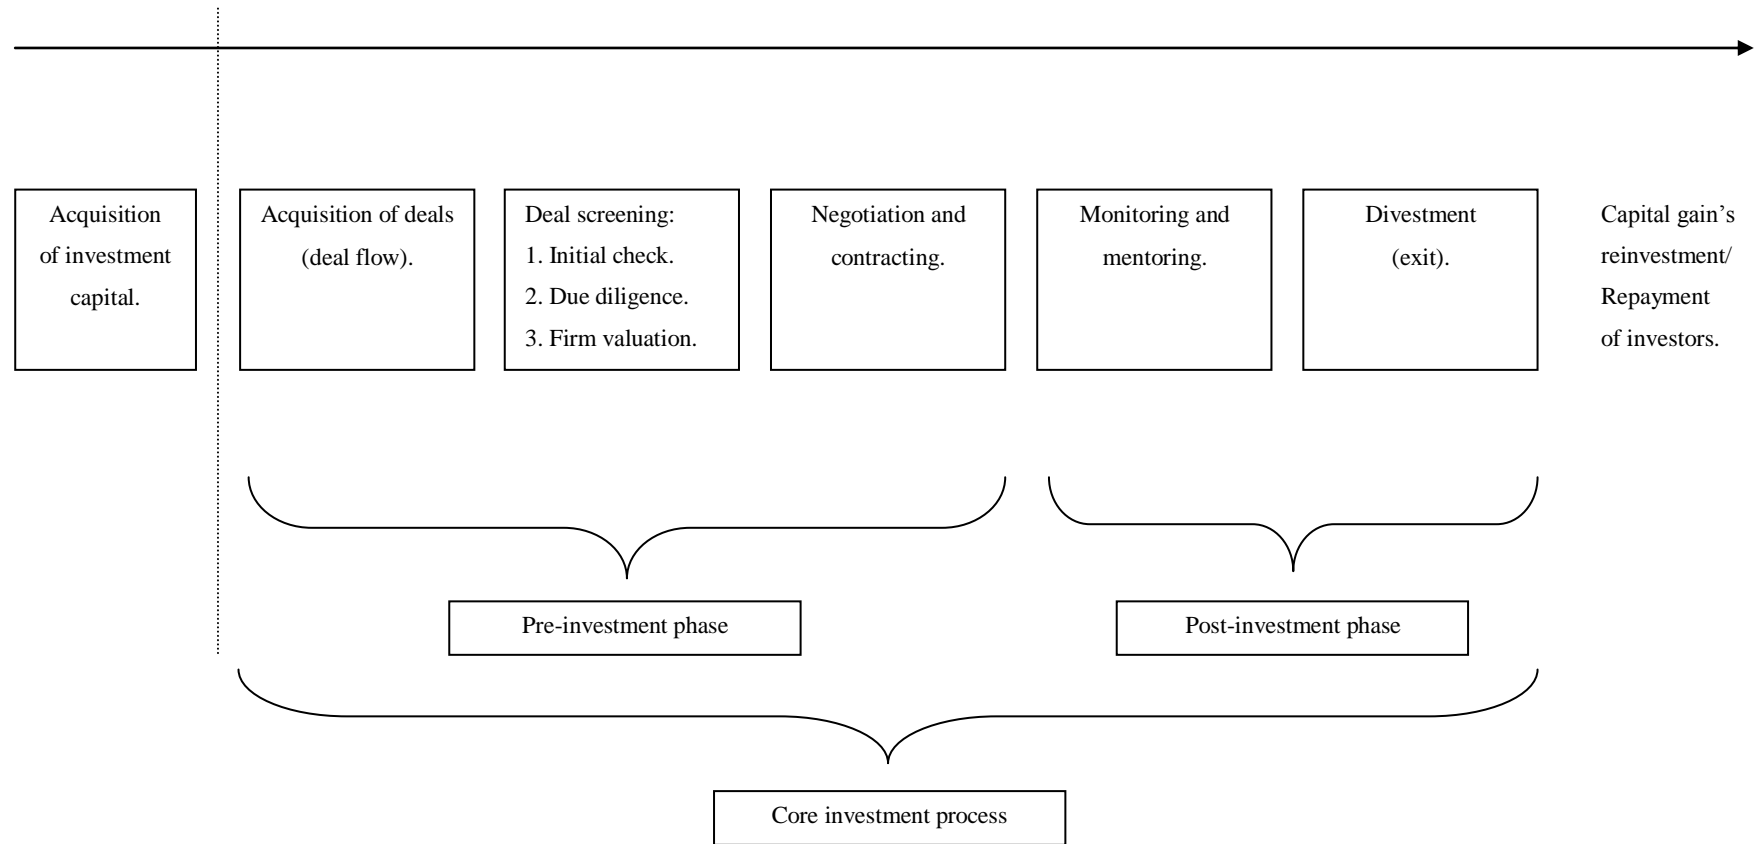 Acquisition
of investment
capital.
Acquisition of deals
(deal flow).
Deal screening:
1. Initial check.
2. Due diligence.
3. Firm valuation.
Negotiation and
contracting.
Monitoring and
mentoring.
Divestment
(exit).
Capital gain’s
reinvestment/
Repayment
of investors.
Pre-investment phase
Post-investment phase
Core investment process